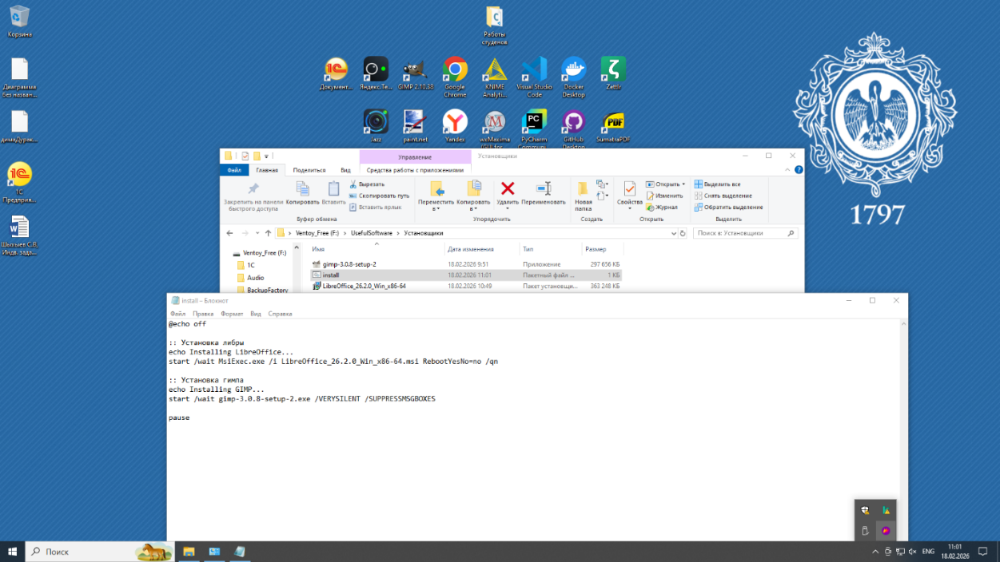 Корзина
Работы
студенов
Диаграмма
без назван...
Документ...
Яндекс.Те...
GIMP 2.10.38
Google
Chrome
KNIME
Analyti...
Visual Studio
Code
Docker
Desktop
Zettlr
Jazz
paint.net
Yandex
wxMaxima
(GUI for
PyCharm
Communi...
GitHub
Desktop
SumatraPDF
PDF
1С
Предприя...
1797
Управление
Установщики
Файл
Главная
Поделиться
Вид
Средства работы с приложениями
Закрепить на панели
быстрого доступа
Копировать
Вставить
Вырезать
Скопировать путь
Вставить ярлык
Буфер обмена
Переместить
в
Копировать
в
Удалить
Переименовать
Упорядочить
Новая
папка
Создать
Свойства
Открыть
Изменить
Журнал
Открыть
Выделить все
Снять выделение
Обратить выделение
Выделить
Ventoy_Free (F:) › UsefulSoftware › Установщики
Поиск в: Установщики
Ventoy_Free (F:)
1C
Audio
BackupFactory
Имя Дата изменения Тип Размер
gimp-3.0.8-setup-2 18.02.2026 9:51 Приложение 297 656 КБ
install 18.02.2026 11:01 Пакетный файл ... 1 КБ
LibreOffice_26.2.0_Win_x86-64 18.02.2026 10:49 Пакет установщи... 363 248 КБ
install – Блокнот
Файл Правка Формат Вид Справка
@echo off
:: Установка либры
echo Installing LibreOffice...
start /wait MsiExec.exe /i LibreOffice_26.2.0_Win_x86-64.msi RebootYesNo=no /qn
:: Установка гимпа
echo Installing GIMP...
start /wait gimp-3.0.8-setup-2.exe /VERYSILENT /SUPPRESSMSGBOXES
pause
Поиск
ENG
11:01
18.02.2026